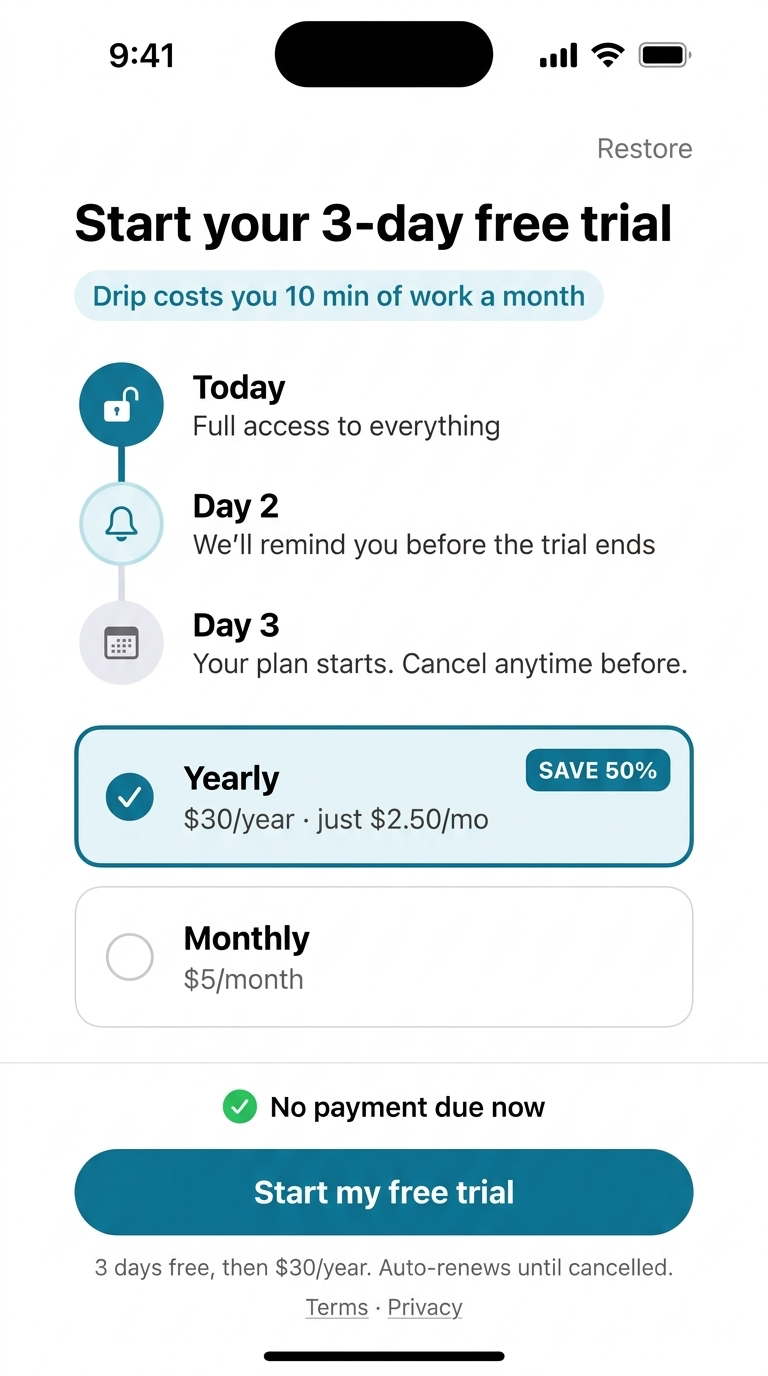 9:41
Restore
Start your 3-day free trial
Drip costs you 10 min of work a month
Today
Full access to everything
Day 2
We’ll remind you before the trial ends
Day 3
Your plan starts. Cancel anytime before.
Yearly
SAVE 50%
$30/year · just $2.50/mo
Monthly
$5/month
No payment due now
Start my free trial
3 days free, then $30/year. Auto-renews until cancelled.
Terms · Privacy